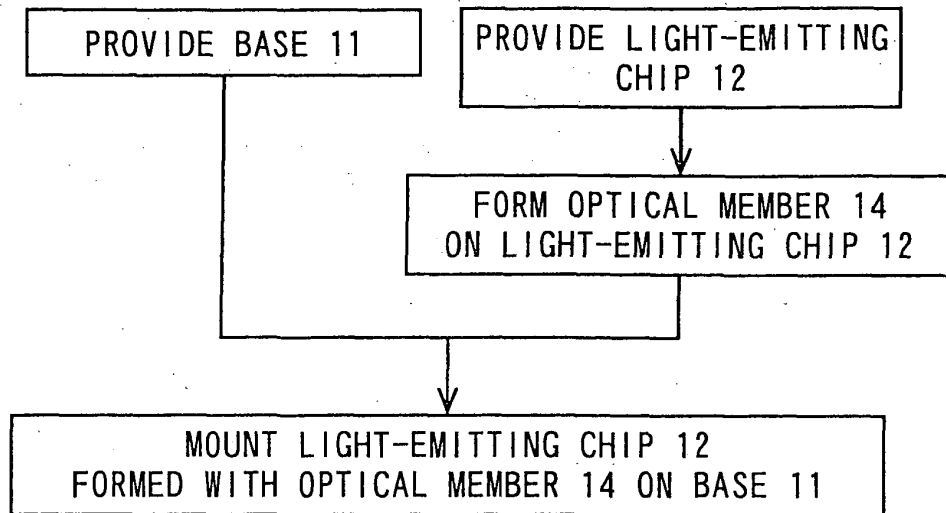 PROVIDE BASE 11
PROVIDE LIGHT-EMITTING
CHIP 12
FORM OPTICAL MEMBER 14
ON LIGHT-EMITTING CHIP 12
MOUNT LIGHT-EMITTING CHIP 12
FORMED WITH OPTICAL MEMBER 14 ON BASE 11